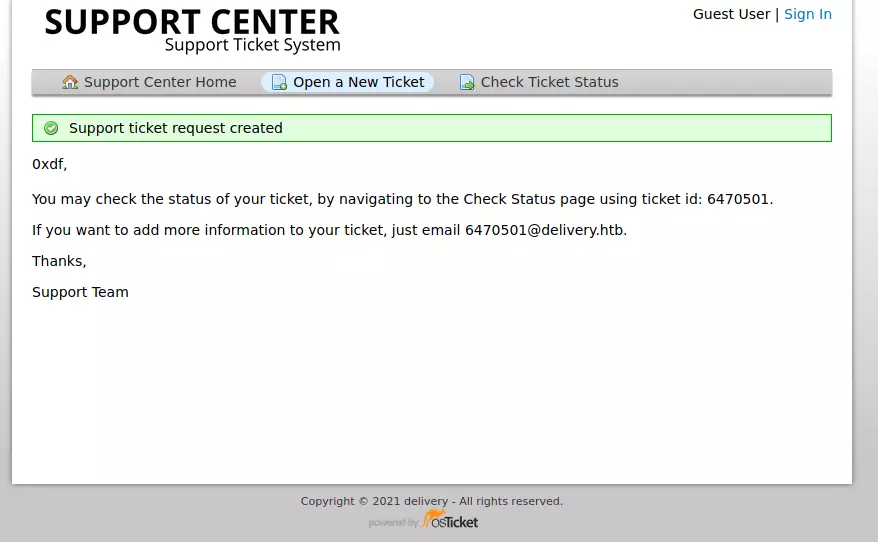 SUPPORT CENTER
Support Ticket System
Guest User | Sign In
Support Center Home Open a New Ticket Check Ticket Status
Support ticket request created
0xdf,
You may check the status of your ticket, by navigating to the Check Status page using ticket id: 6470501.
If you want to add more information to your ticket, just email 6470501@delivery.htb.
Thanks,
Support Team
Copyright © 2021 delivery - All rights reserved.
powered by osTicket